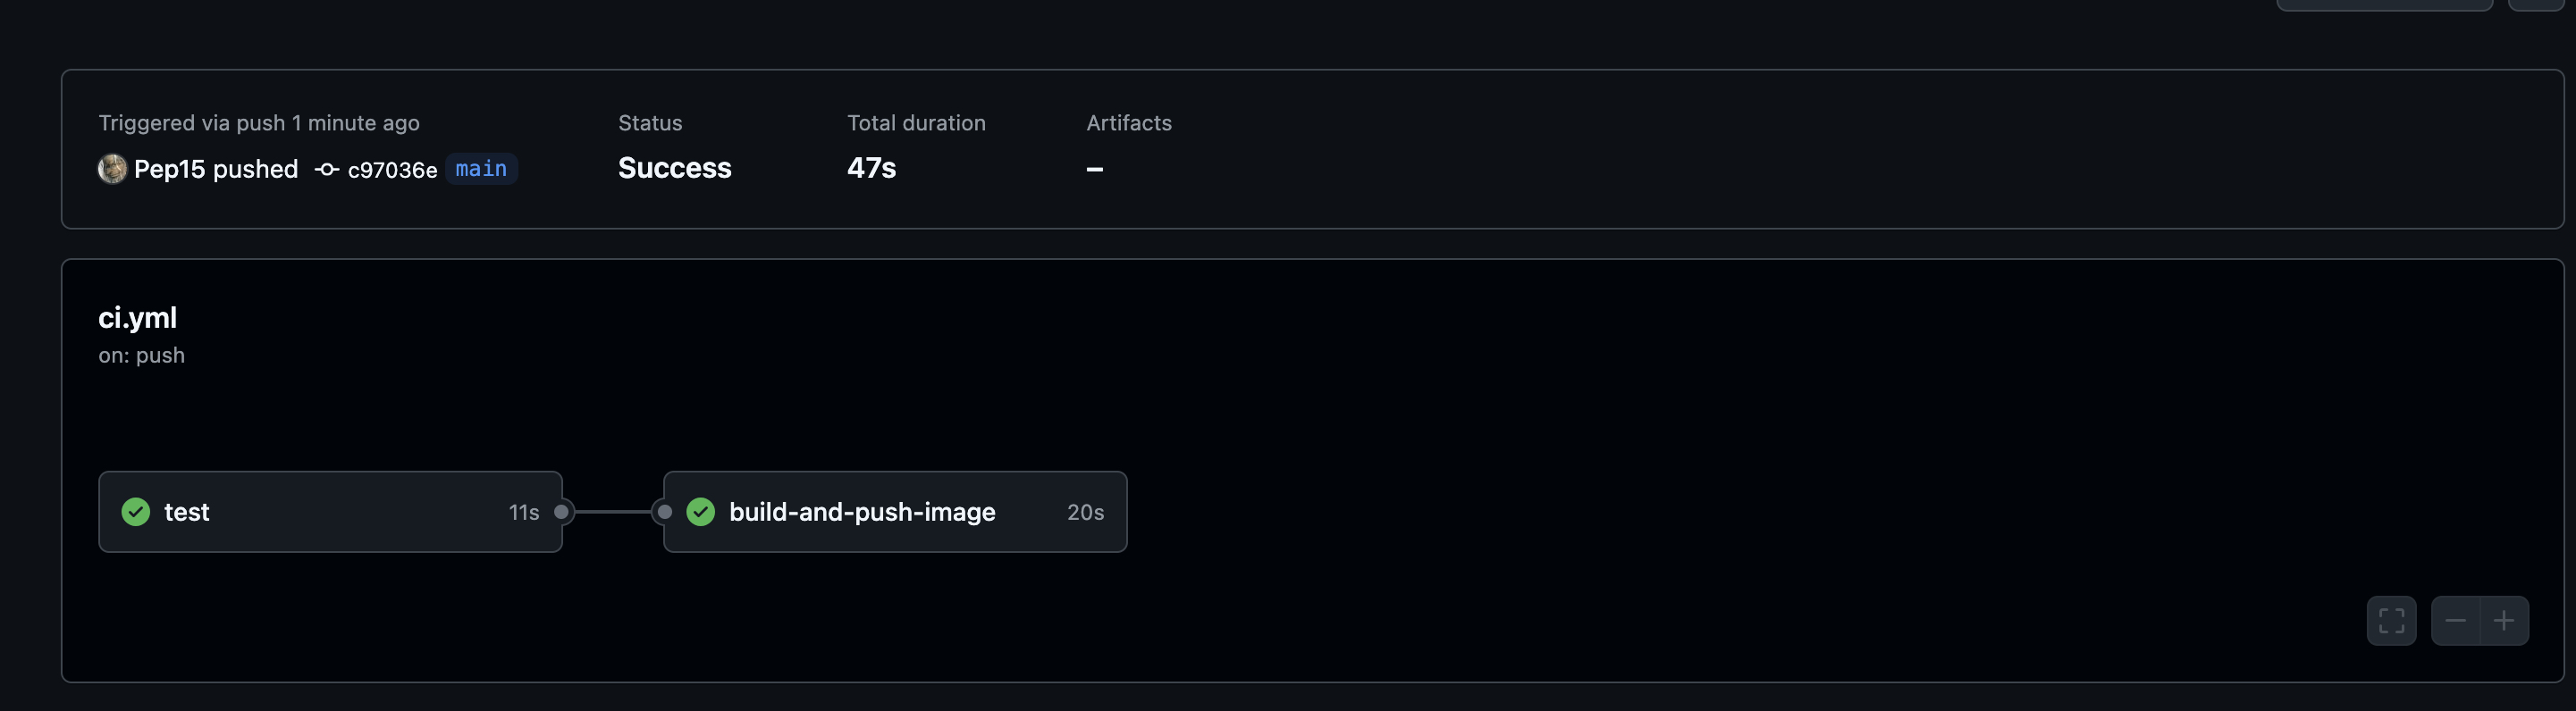 Triggered via push 1 minute ago
Pep15 pushed c97036e main
Status
Success
Total duration
47s
Artifacts
–
ci.yml
on: push
test 11s
build-and-push-image 20s